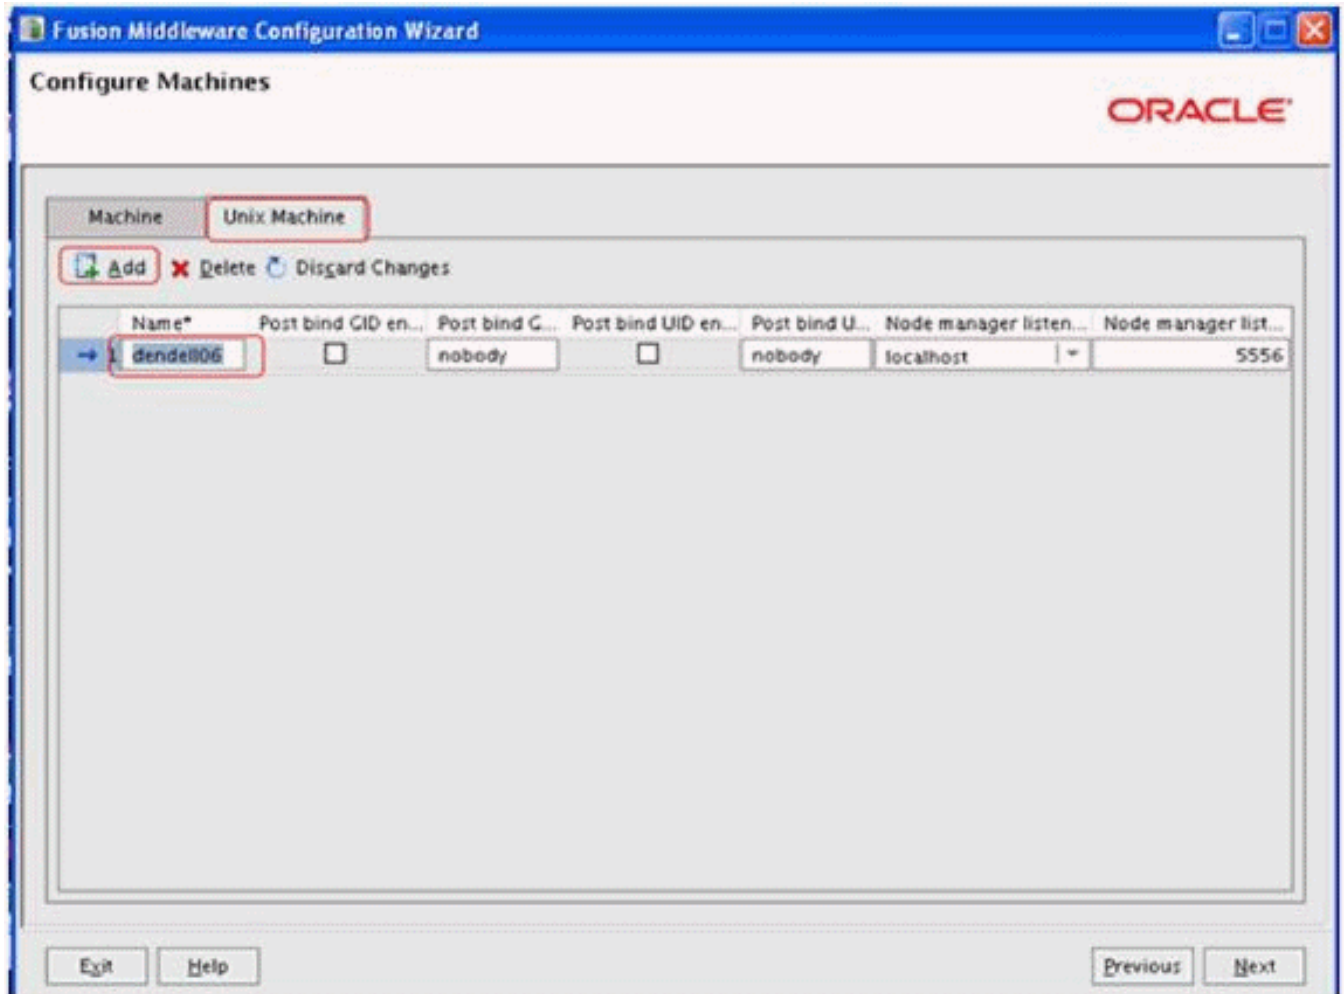 Fusion Middleware Configuration Wizard
Configure Machines
ORACLE
Machine Unix Machine
Add Delete Discard Changes
Name* Post bind GID en... Post bind G... Post bind UID en... Post bind U... Node manager listen... Node manager list...
1 dendell06 nobody nobody localhost 5556
Exit Help Previous Next